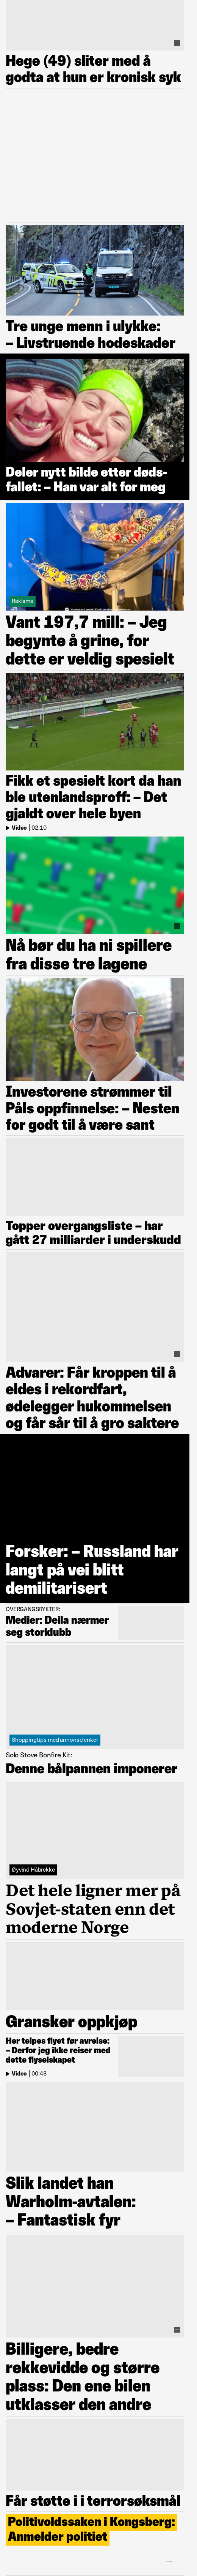 Hege (49) sliter med å
godta at hun er kronisk syk
Tre unge menn i ulykke:
– Livstruende hodeskader
Deler nytt bilde etter døds-
fallet: – Han var alt for meg
Reklame
Vant 197,7 mill: – Jeg
begynte å grine, for
dette er veldig spesielt
Fikk et spesielt kort da han
ble utenlandsproff: – Det
gjaldt over hele byen
Video | 02:10
Nå bør du ha ni spillere
fra disse tre lagene
Investorene strømmer til
Påls oppfinnelse: – Nesten
for godt til å være sant
Topper overgangsliste – har
gått 27 milliarder i underskudd
Advarer: Får kroppen til å
eldes i rekordfart,
ødelegger hukommelsen
og får sår til å gro saktere
Forsker: – Russland har
langt på vei blitt
demilitarisert
OVERGANGSRYKTER:
Medier: Deila nærmer
seg storklubb
Shoppingtips med annonselenker
Solo Stove Bonfire Kit:
Denne bålpannen imponerer
Øyvind Håbrekke
Det hele ligner mer på
Sovjet-staten enn det
moderne Norge
Gransker oppkjøp
Her teipes flyet før avreise:
– Derfor jeg ikke reiser med
dette flyselskapet
Video | 00:43
Slik landet han
Warholm-avtalen:
– Fantastisk fyr
Billigere, bedre
rekkevidde og større
plass: Den ene bilen
utklasser den andre
Får støtte i i terrorsøksmål
Politivoldssaken i Kongsberg:
Anmelder politiet